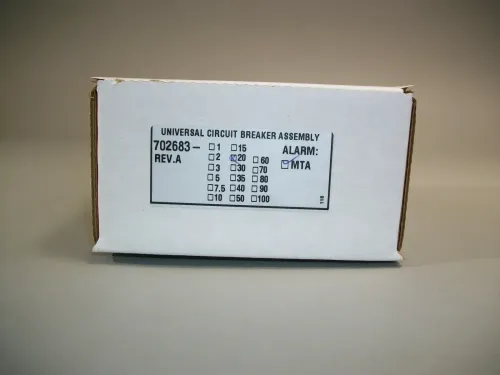 UNIVERSAL CIRCUIT BREAKER ASSEMBLY
702683- ☐1 ☐15 ALARM:
REV.A ☐2 ☑20 ☐60 ☑MTA
☐3 ☐30 ☐70
☐5 ☐35 ☐80
☐7.5 ☐40 ☐90
☐10 ☐50 ☐100